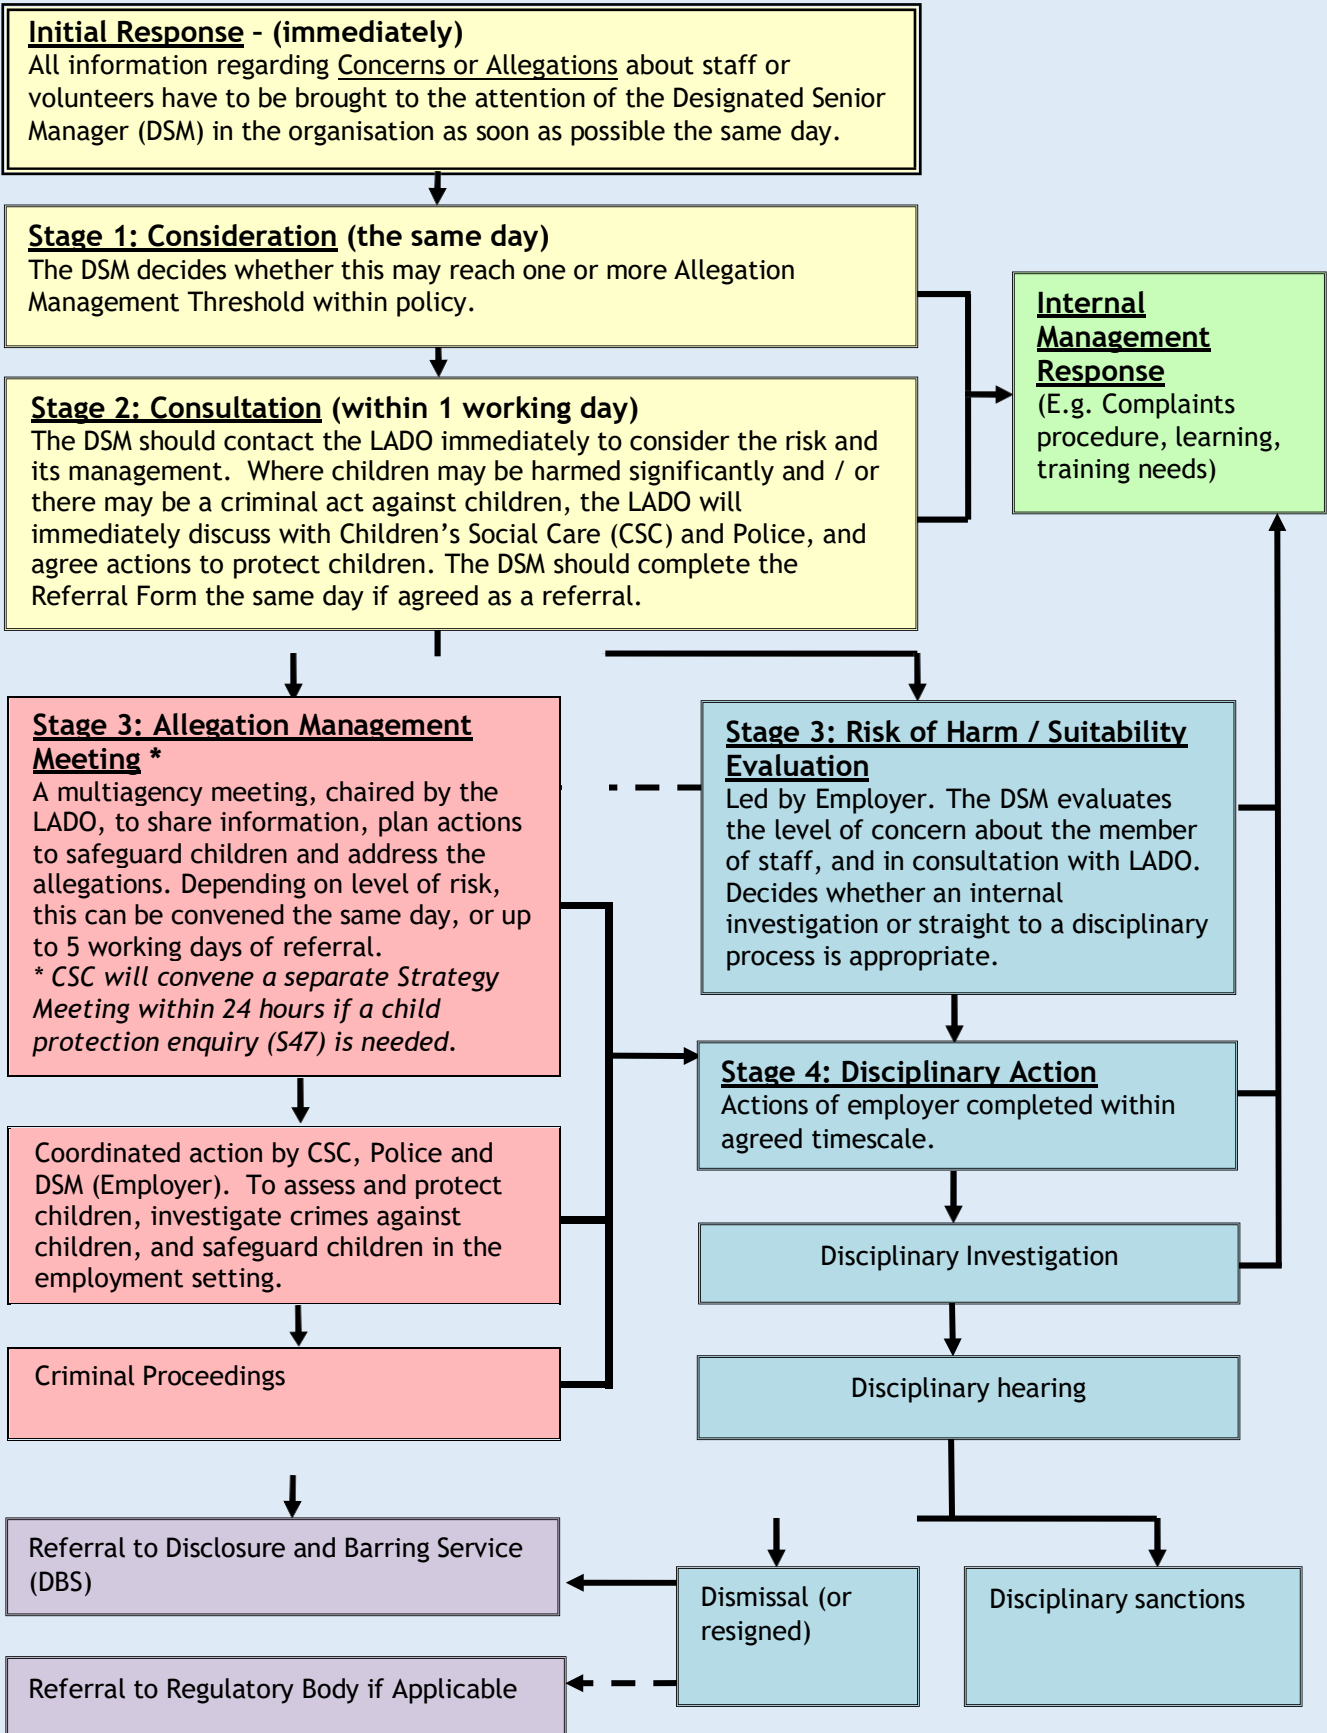 Initial Response – (immediately)
All information regarding Concerns or Allegations about staff or
volunteers have to be brought to the attention of the Designated Senior
Manager (DSM) in the organisation as soon as possible the same day.
Stage 1: Consideration (the same day)
The DSM decides whether this may reach one or more Allegation
Management Threshold within policy.
Internal
Management
Response
(E.g. Complaints
procedure, learning,
training needs)
Stage 2: Consultation (within 1 working day)
The DSM should contact the LADO immediately to consider the risk and
its management. Where children may be harmed significantly and / or
there may be a criminal act against children, the LADO will
immediately discuss with Children’s Social Care (CSC) and Police, and
agree actions to protect children. The DSM should complete the
Referral Form the same day if agreed as a referral.
Stage 3: Allegation Management
Meeting *
A multiagency meeting, chaired by the
LADO, to share information, plan actions
to safeguard children and address the
allegations. Depending on level of risk,
this can be convened the same day, or up
to 5 working days of referral.
* CSC will convene a separate Strategy
Meeting within 24 hours if a child
protection enquiry (S47) is needed.
Stage 3: Risk of Harm / Suitability
Evaluation
Led by Employer. The DSM evaluates
the level of concern about the member
of staff, and in consultation with LADO.
Decides whether an internal
investigation or straight to a disciplinary
process is appropriate.
Stage 4: Disciplinary Action
Actions of employer completed within
agreed timescale.
Coordinated action by CSC, Police and
DSM (Employer). To assess and protect
children, investigate crimes against
children, and safeguard children in the
employment setting.
Disciplinary Investigation
Criminal Proceedings
Disciplinary hearing
Referral to Disclosure and Barring Service
(DBS)
Dismissal (or
resigned)
Disciplinary sanctions
Referral to Regulatory Body if Applicable